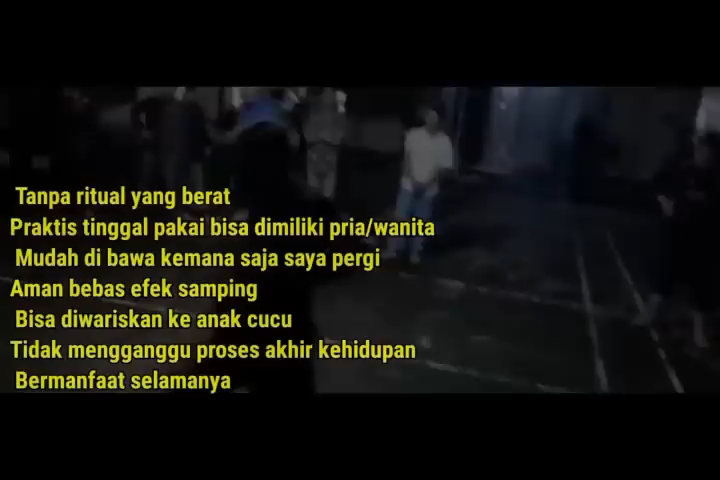 Tanpa ritual yang berat
Praktis tinggal pakai bisa dimiliki pria/wanita
Mudah di bawa kemana saja saya pergi
Aman bebas efek samping
Bisa diwariskan ke anak cucu
Tidak mengganggu proses akhir kehidupan
Bermanfaat selamanya